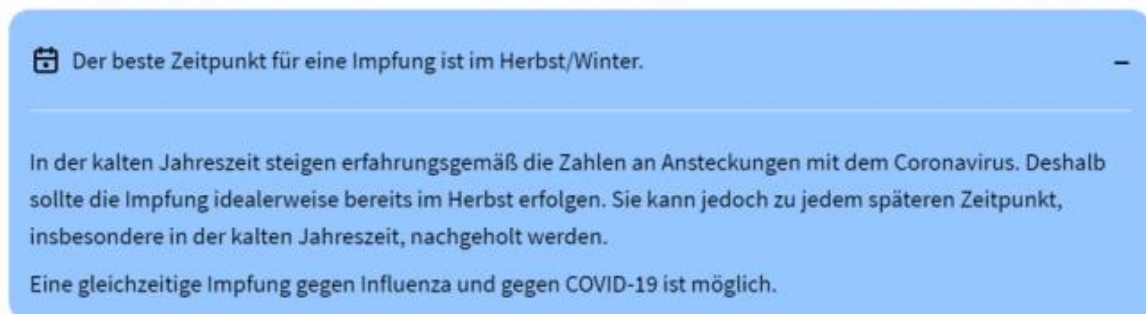 Der beste Zeitpunkt für eine Impfung ist im Herbst/Winter.
In der kalten Jahreszeit steigen erfahrungsgemäß die Zahlen an Ansteckungen mit dem Coronavirus. Deshalb
sollte die Impfung idealerweise bereits im Herbst erfolgen. Sie kann jedoch zu jedem späteren Zeitpunkt,
insbesondere in der kalten Jahreszeit, nachgeholt werden.
Eine gleichzeitige Impfung gegen Influenza und gegen COVID-19 ist möglich.